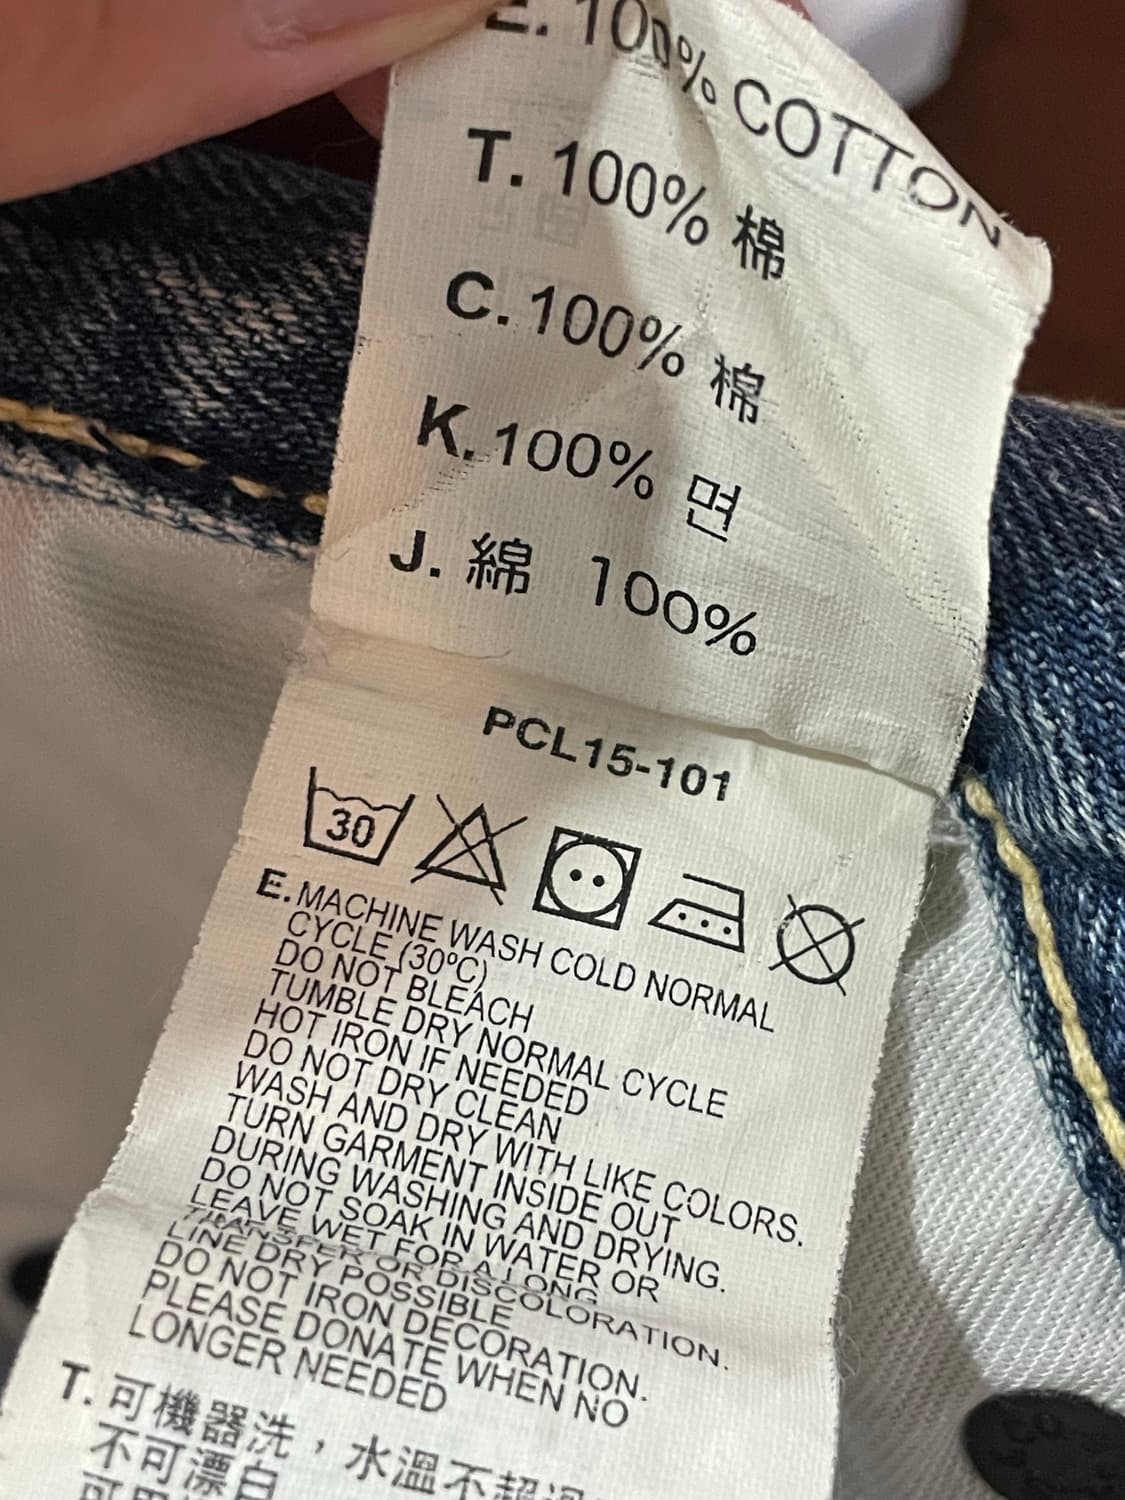 E. 100% COTTON
T. 100% 棉
C. 100% 棉
K. 100% 면
J. 綿 100%
PCL15-101
30
E. MACHINE WASH COLD NORMAL
CYCLE (30ºC)
DO NOT BLEACH
TUMBLE DRY NORMAL CYCLE
HOT IRON IF NEEDED
DO NOT DRY CLEAN
WASH AND DRY WITH LIKE COLORS.
TURN GARMENT INSIDE OUT
DURING WASHING AND DRYING.
DO NOT SOAK IN WATER OR
LEAVE WET FOR A LONG
TRANSFER OR DISCOLORATION.
LINE DRY POSSIBLE
DO NOT IRON DECORATION.
PLEASE DONATE WHEN NO
LONGER NEEDED
T. 可機器洗，水溫不超過
不可漂白